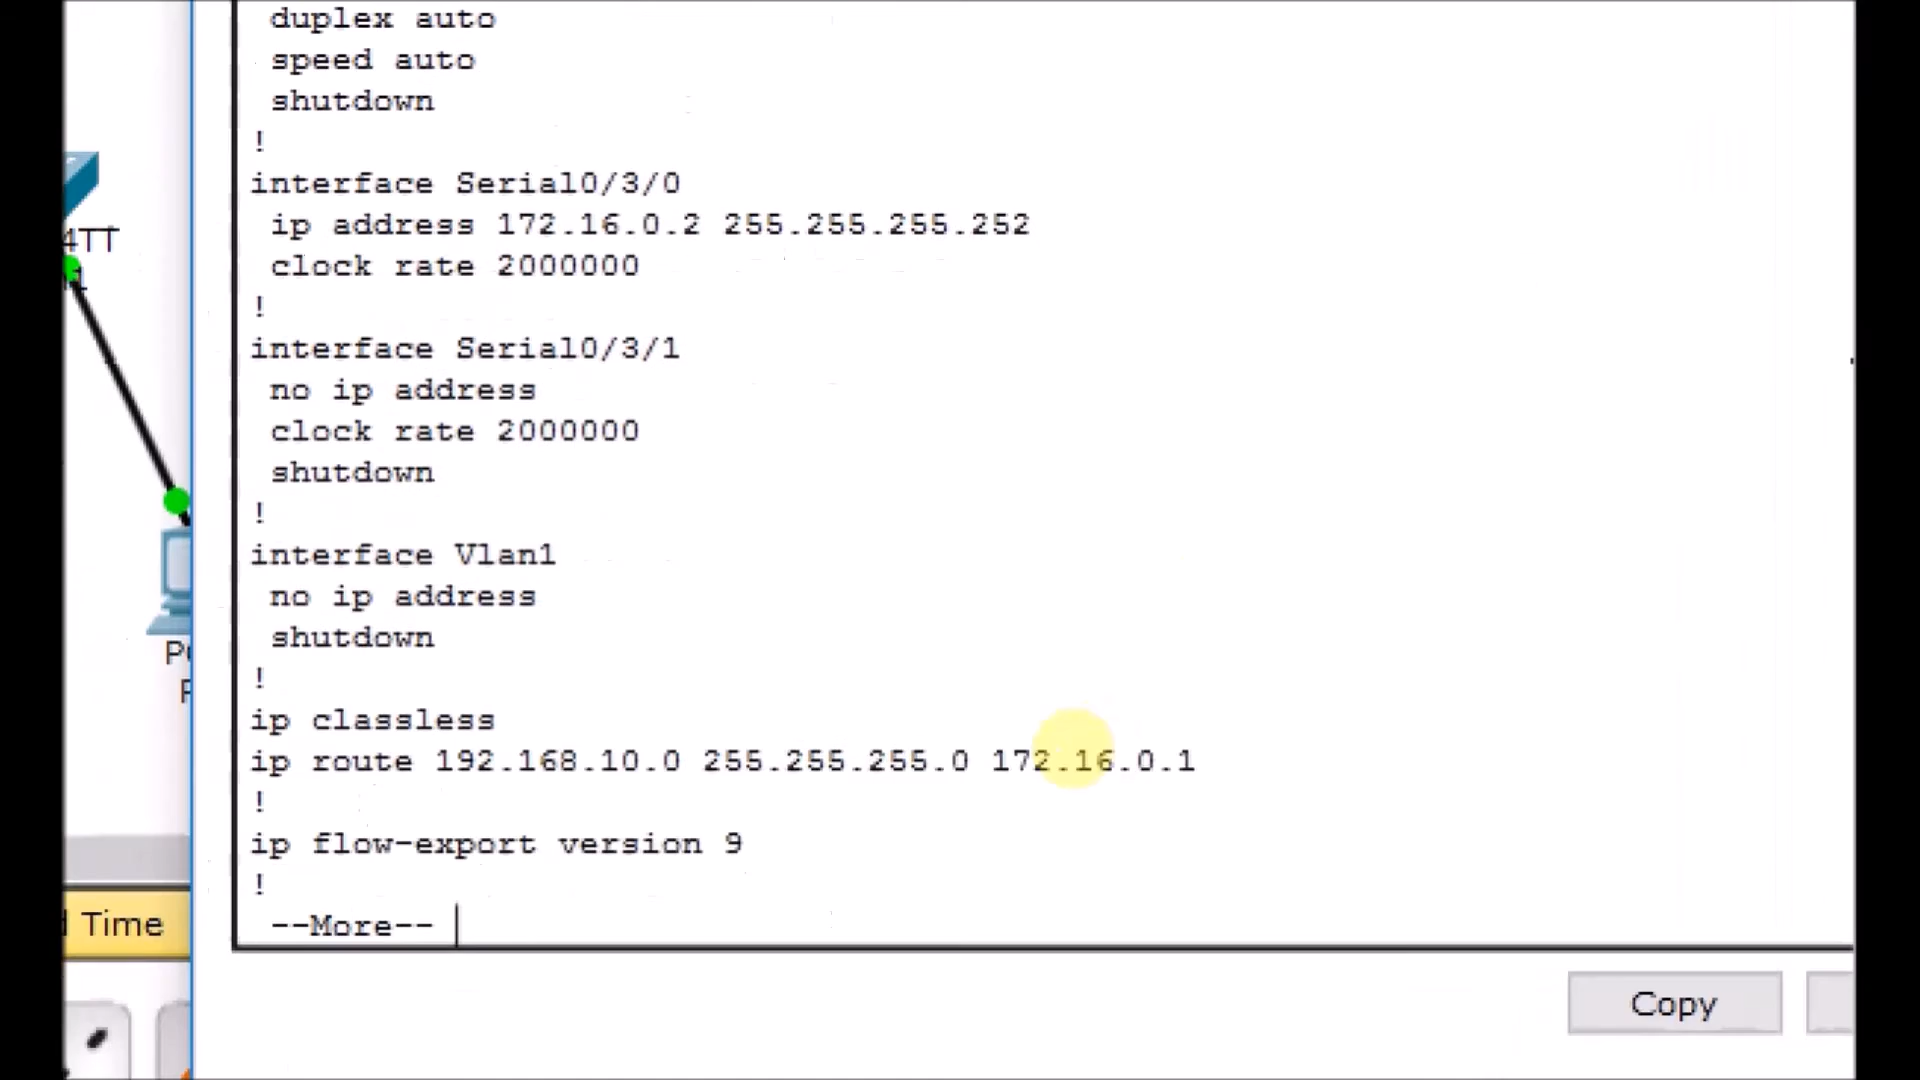 duplex auto
speed auto
shutdown
!
interface Serial0/3/0
ip address 172.16.0.2 255.255.255.252
clock rate 2000000
!
interface Serial0/3/1
no ip address
clock rate 2000000
shutdown
!
interface Vlan1
no ip address
shutdown
!
ip classless
ip route 192.168.10.0 255.255.255.0 172.16.0.1
!
ip flow-export version 9
!
--More--
Copy
4TT
Time